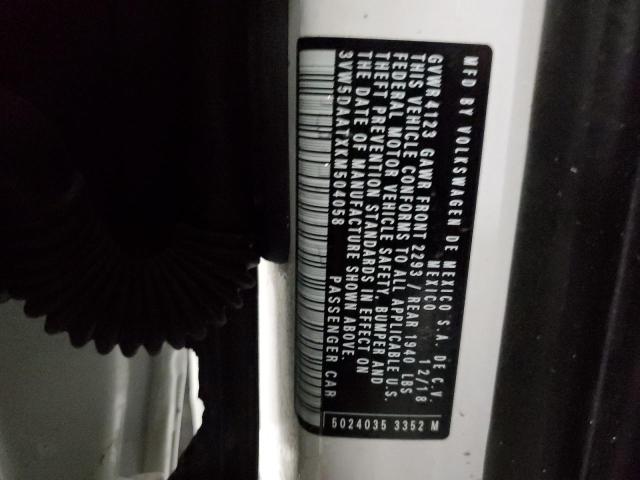 MFD BY VOLKSWAGEN DE MEXICO S.A. DE C.V.
MEXICO 12/18
GVWR 4123 GAWR FRONT 2293 / REAR 1940 LBS
THIS VEHICLE CONFORMS TO ALL APPLICABLE U.S.
FEDERAL MOTOR VEHICLE SAFETY, BUMPER AND
THEFT PREVENTION STANDARDS IN EFFECT ON
THE DATE OF MANUFACTURE SHOWN ABOVE.
3VW5DAATXKM504058 PASSENGER CAR
5024035 3352 M